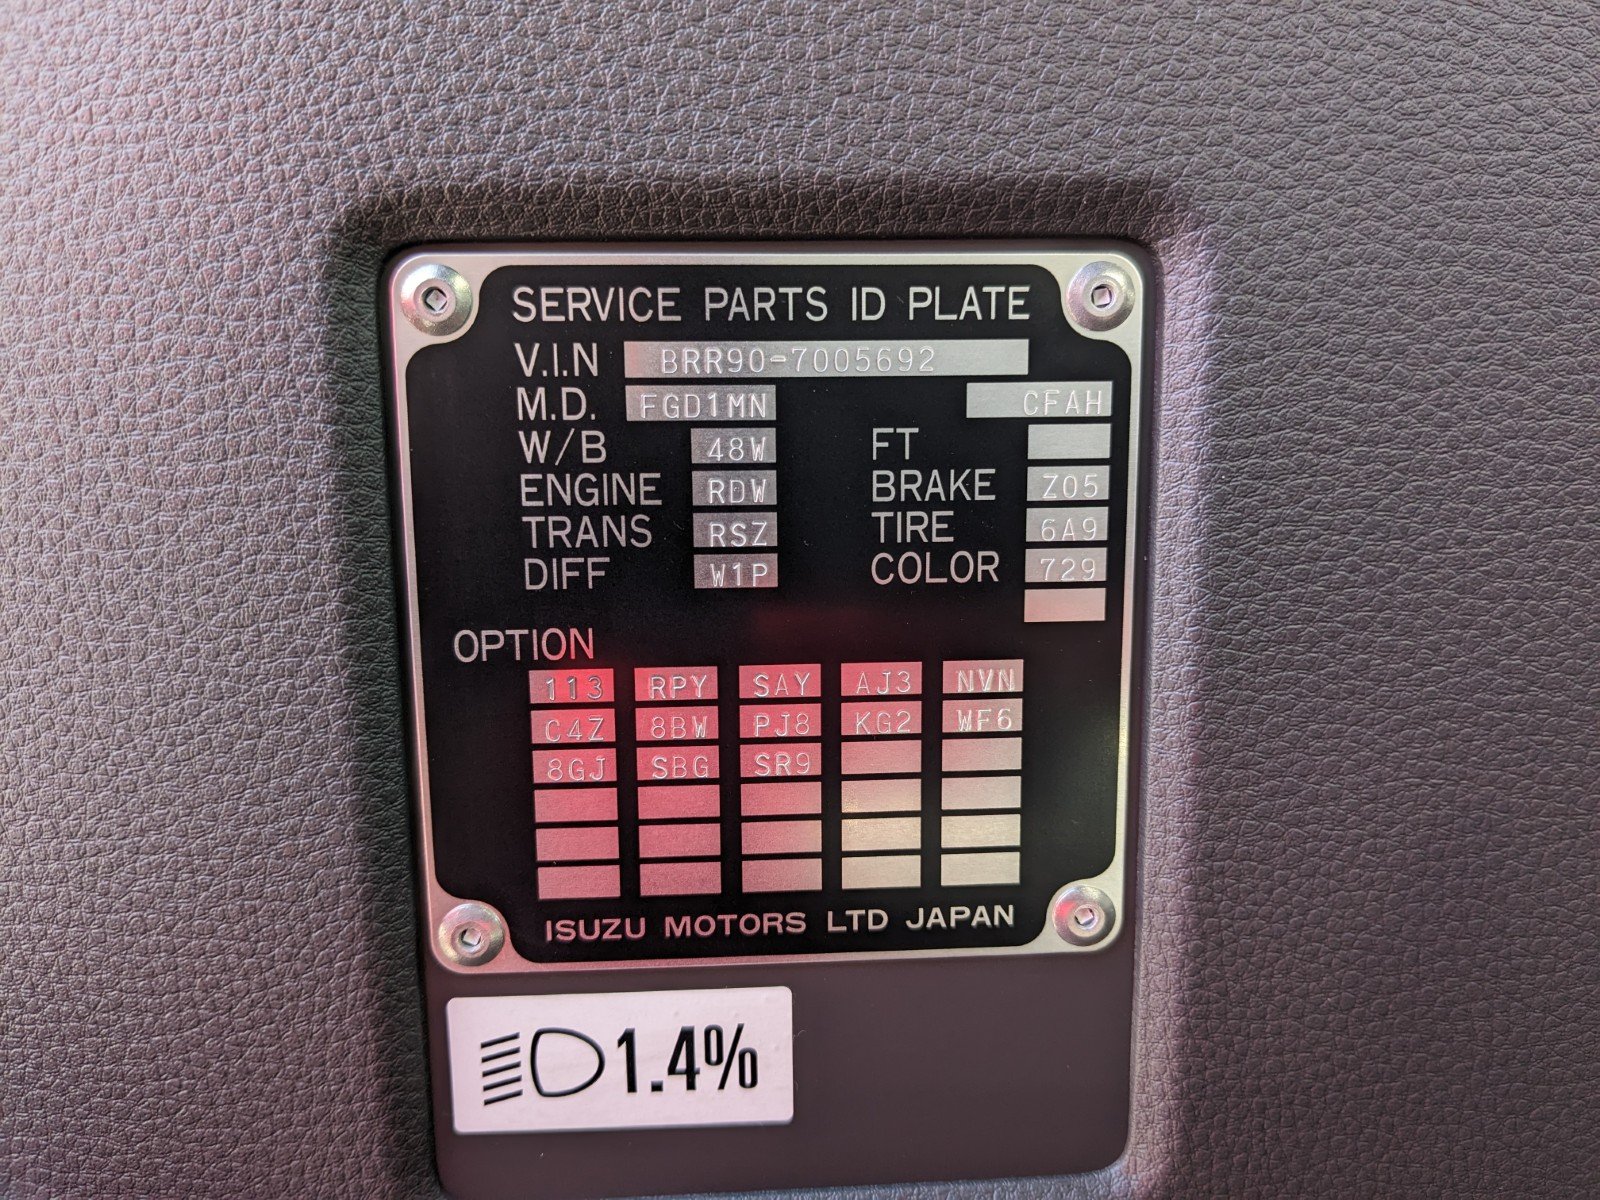 SERVICE PARTS ID PLATE
V.I.N BRR90-7005692
M.D. FGD1MN CFAH
W/B 48W FT
ENGINE RDW BRAKE Z05
TRANS RSZ TIRE 6A9
DIFF W1P COLOR 729
OPTION
113 RPY SAY AJ3 NVN
C4Z 8BW PJ8 KG2 WF6
8GJ SBG SR9
ISUZU MOTORS LTD JAPAN
1.4%